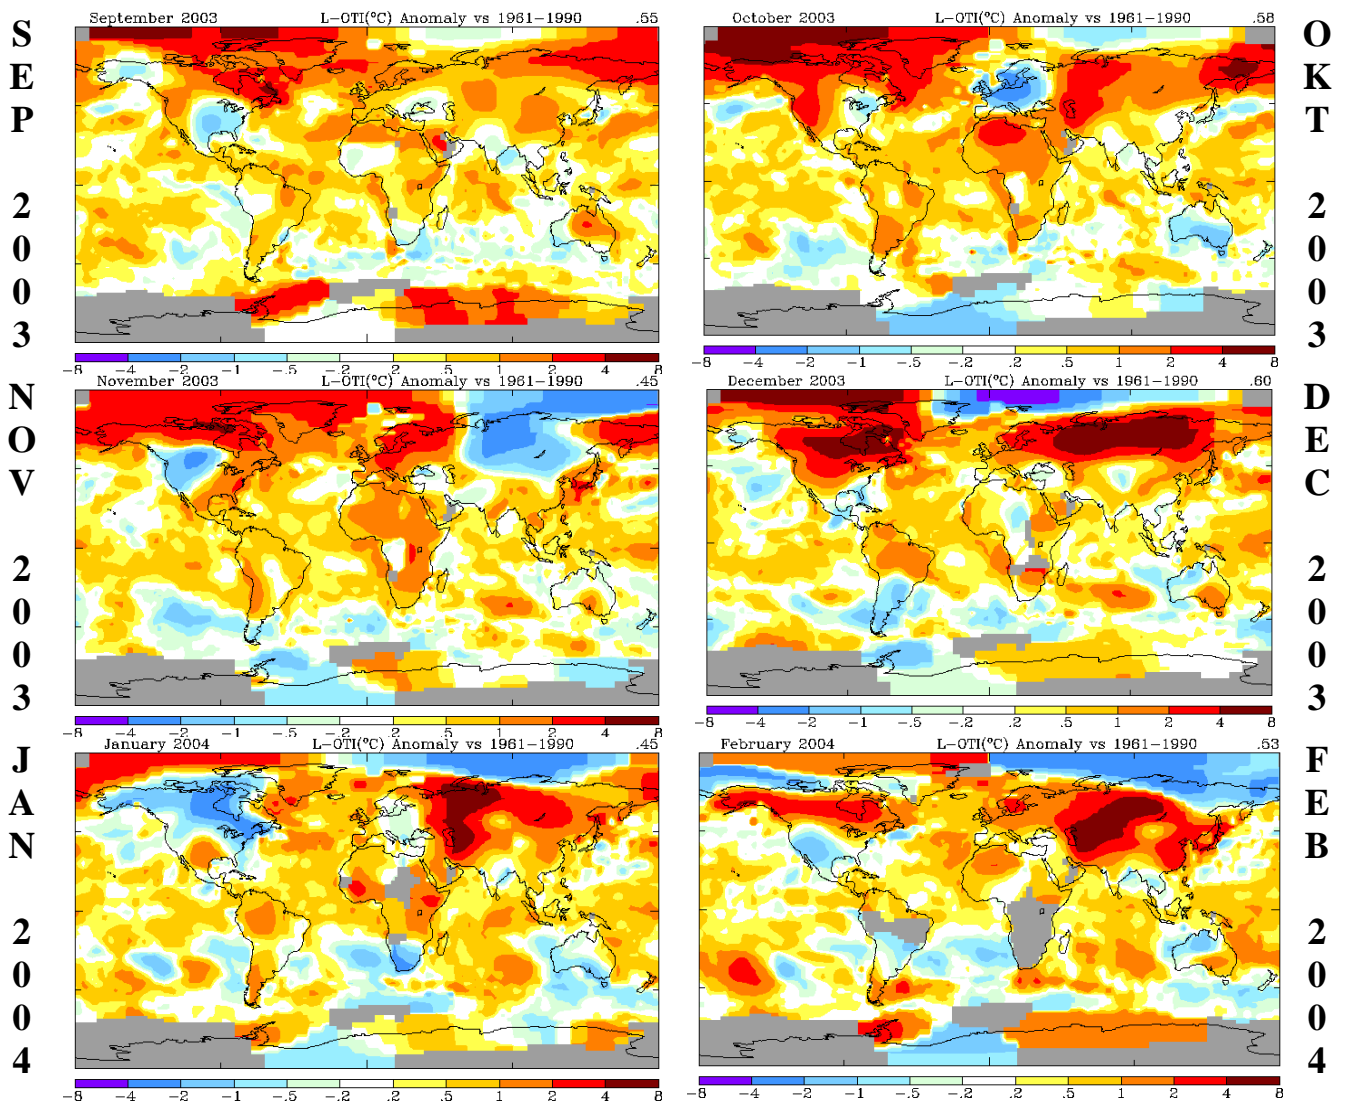 SEP 2003
September 2003 L-OTI(°C) Anomaly vs 1961-1990 .55
-8 -4 -2 -1 -.5 -.2 .2 .5 1 2 4 8
October 2003 L-OTI(°C) Anomaly vs 1961-1990 .58
-8 -4 -2 -1 -.5 -.2 .2 .5 1 2 4 8
OKT 2003
NOV 2003
November 2003 L-OTI(°C) Anomaly vs 1961-1990 .45
-8 -4 -2 -1 -.5 -.2 .2 .5 1 2 4 8
December 2003 L-OTI(°C) Anomaly vs 1961-1990 .60
-8 -4 -2 -1 -.5 -.2 .2 .5 1 2 4 8
DEC 2003
JAN 2004
January 2004 L-OTI(°C) Anomaly vs 1961-1990 .45
-8 -4 -2 -1 -.5 -.2 .2 .5 1 2 4 8
February 2004 L-OTI(°C) Anomaly vs 1961-1990 .53
-8 -4 -2 -1 -.5 -.2 .2 .5 1 2 4 8
FEB 2004